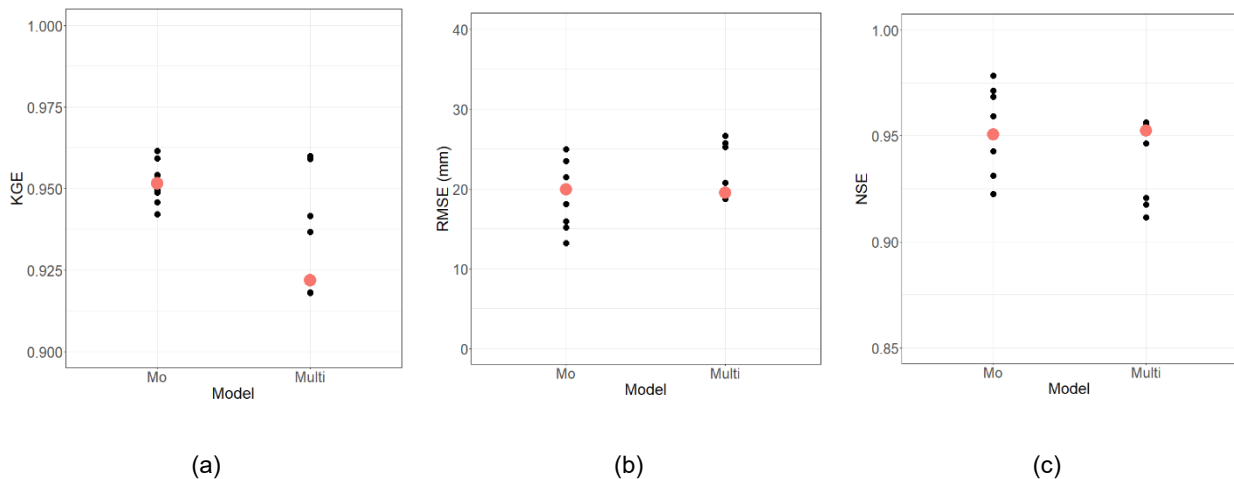 1.000
0.975
0.950
0.925
0.900
KGE
Mo
Multi
Model
(a)
40
30
20
10
0
RMSE (mm)
Mo
Multi
Model
(b)
1.00
0.95
0.90
0.85
NSE
Mo
Multi
Model
(c)